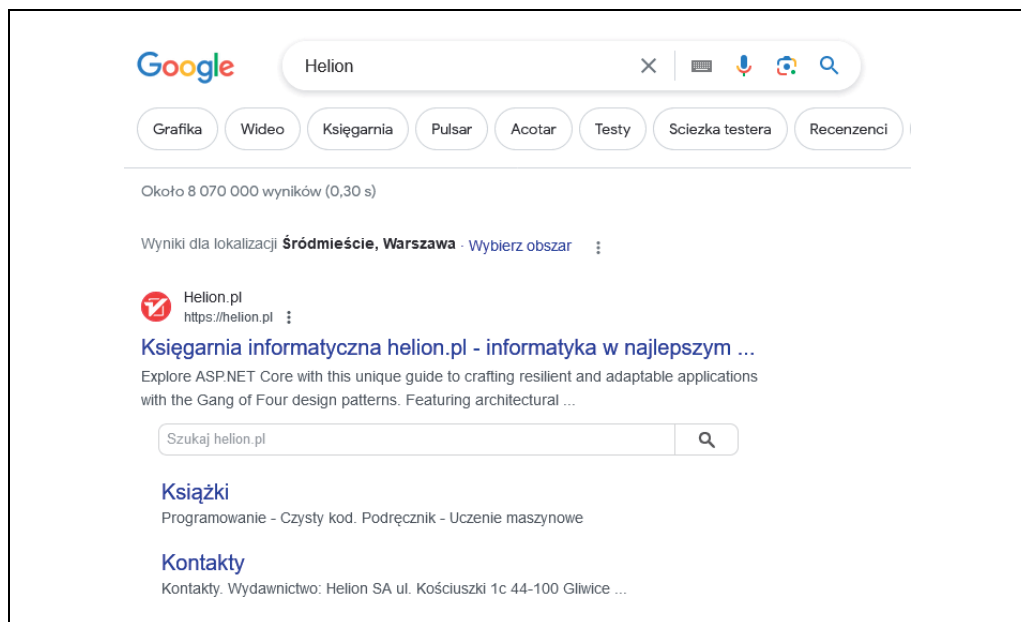 Google
Helion
Grafika Wideo Księgarnia Pulsar Acotar Testy Sciezka testera Recenzenci
Około 8 070 000 wyników (0,30 s)
Wyniki dla lokalizacji Śródmieście, Warszawa · Wybierz obszar
Helion.pl
https://helion.pl
Księgarnia informatyczna helion.pl - informatyka w najlepszym ...
Explore ASP.NET Core with this unique guide to crafting resilient and adaptable applications
with the Gang of Four design patterns. Featuring architectural ...
Szukaj helion.pl
Książki
Programowanie - Czysty kod. Podręcznik - Uczenie maszynowe
Kontakty
Kontakty. Wydawnictwo: Helion SA ul. Kościuszki 1c 44-100 Gliwice ...